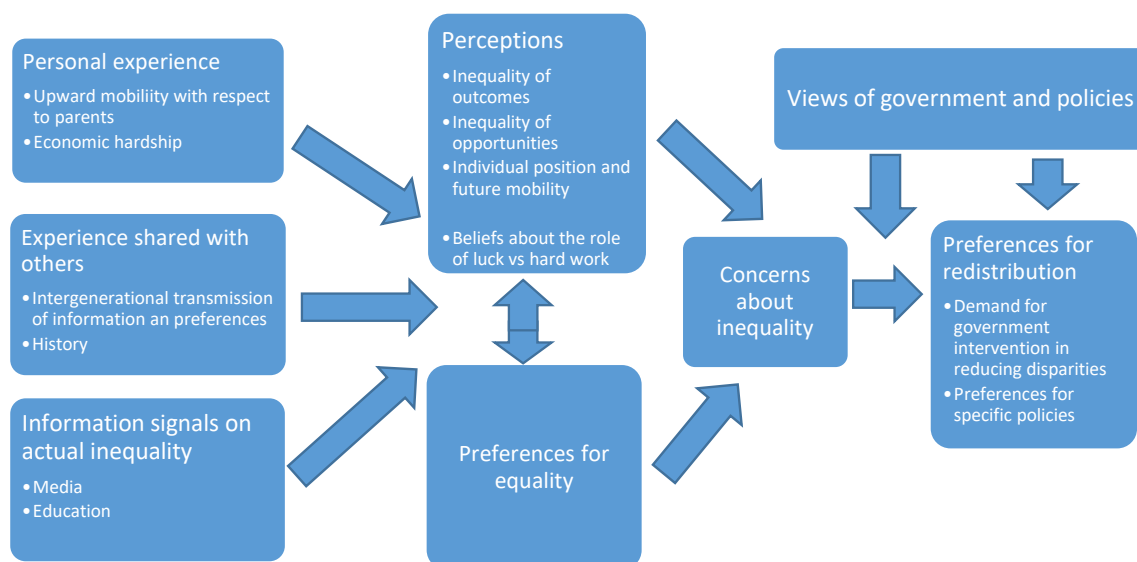 Personal experience
•Upward mobiliity with respect
to parents
•Economic hardship
Experience shared with
others
•Intergenerational transmission
of information an preferences
•History
Information signals on
actual inequality
•Media
•Education
Perceptions
•Inequality of
outcomes
•Inequality of
opportunities
•Individual position and
future mobility
•Beliefs about the role
of luck vs hard work
Preferences for
equality
Concerns
about
inequality
Views of government and policies
Preferences for
redistribution
•Demand for
government
intervention in
reducing disparities
•Preferences for
specific policies